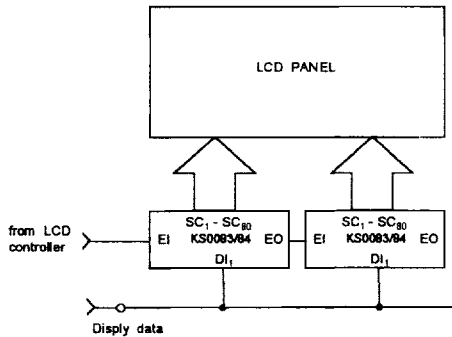 LCD PANEL
SC1 - SC80
KS0083/84
EI
EO
DI1
SC1 - SC80
KS0083/84
EI
EO
DI1
from LCD
controller
Disply data